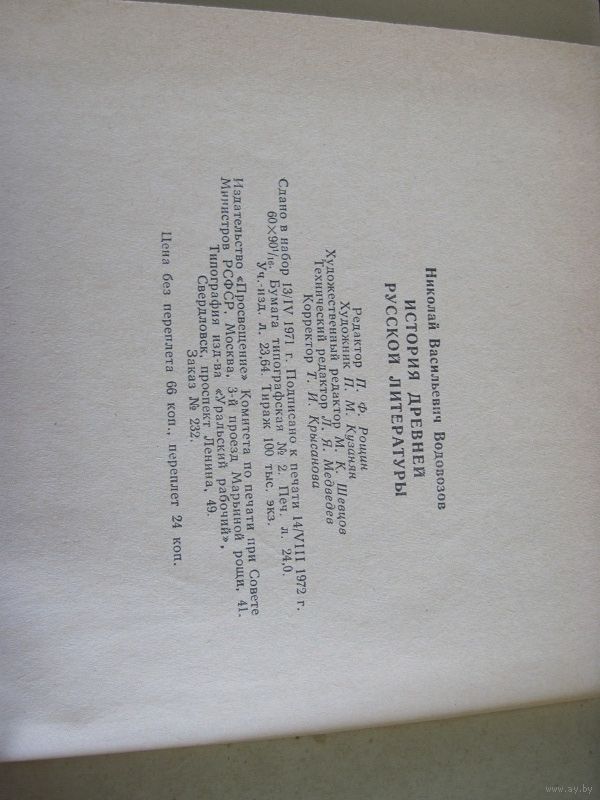 Николай Васильевич Водовозов
ИСТОРИЯ ДРЕВНЕЙ
РУССКОЙ ЛИТЕРАТУРЫ
Редактор П. Ф. Рощин
Художник П. М. Кузанян
Художественный редактор М. К. Шевцов
Технический редактор Л. Я. Медведев
Корректор Т. И. Крысанова
Сдано в набор 13/IV 1971 г. Подписано к печати 14/VIII 1972 г.
60×90¹/₁₆. Бумага типографская № 2. Печ. л. 24,0.
Уч.-изд. л. 23,64. Тираж 100 тыс. экз.
Издательство «Просвещение» Комитета по печати при Совете
Министров РСФСР. Москва, 3-й проезд Марьиной рощи, 41.
Типография изд-ва «Уральский рабочий»,
Свердловск, проспект Ленина, 49.
Заказ № 232.
Цена без переплета 66 коп., переплет 24 коп.
www.ay.by